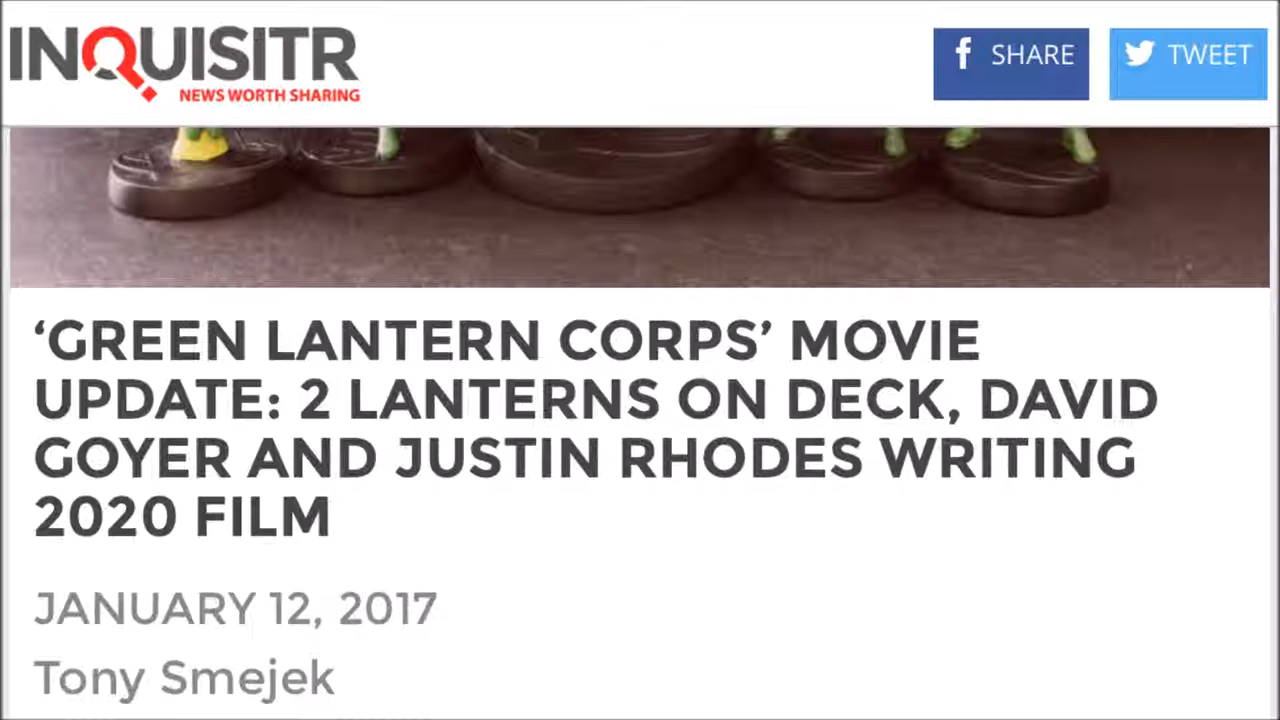 INQUISITR
NEWS WORTH SHARING
f SHARE
TWEET
‘GREEN LANTERN CORPS’ MOVIE
UPDATE: 2 LANTERNS ON DECK, DAVID
GOYER AND JUSTIN RHODES WRITING
2020 FILM
JANUARY 12, 2017
Tony Smejek